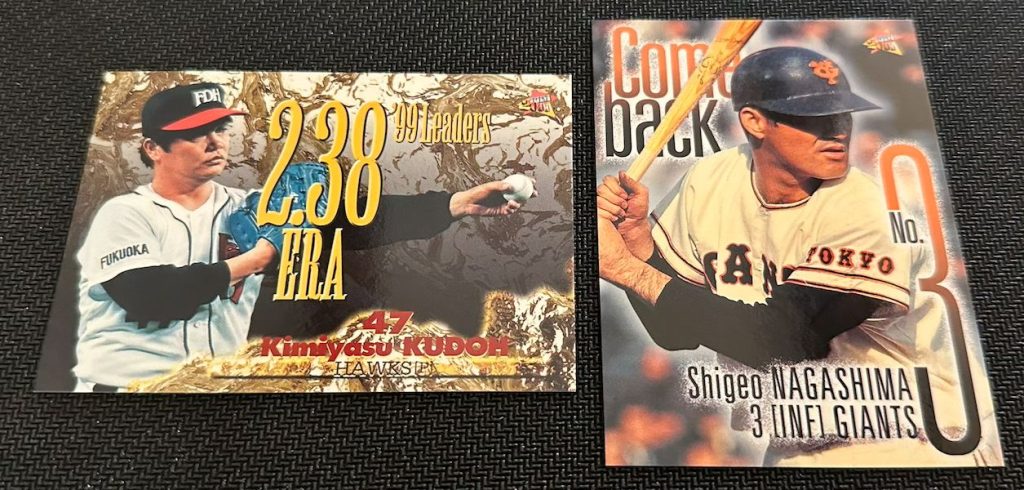 FDH
2.38
'99 Leaders
ERA
FUKUOKA
47
Kimiyasu KUDOH
HAWKS [P]
Come
back
No.
3
TOKYO
Shigeo NAGASHIMA
3 [INF] GIANTS